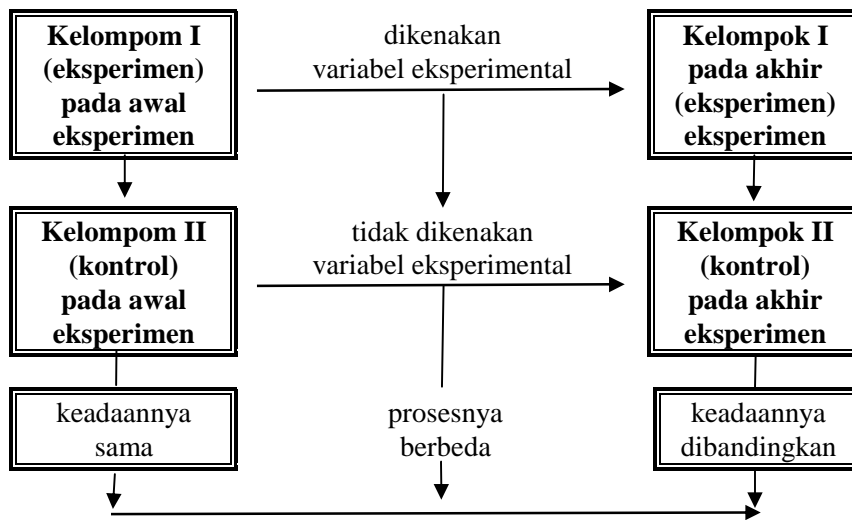 Kelompom I
(eksperimen)
pada awal
eksperimen
dikenakan
variabel eksperimental
Kelompok I
pada akhir
(eksperimen)
eksperimen
Kelompom II
(kontrol)
pada awal
eksperimen
tidak dikenakan
variabel eksperimental
Kelompok II
(kontrol)
pada akhir
eksperimen
keadaannya
sama
prosesnya
berbeda
keadaannya
dibandingkan